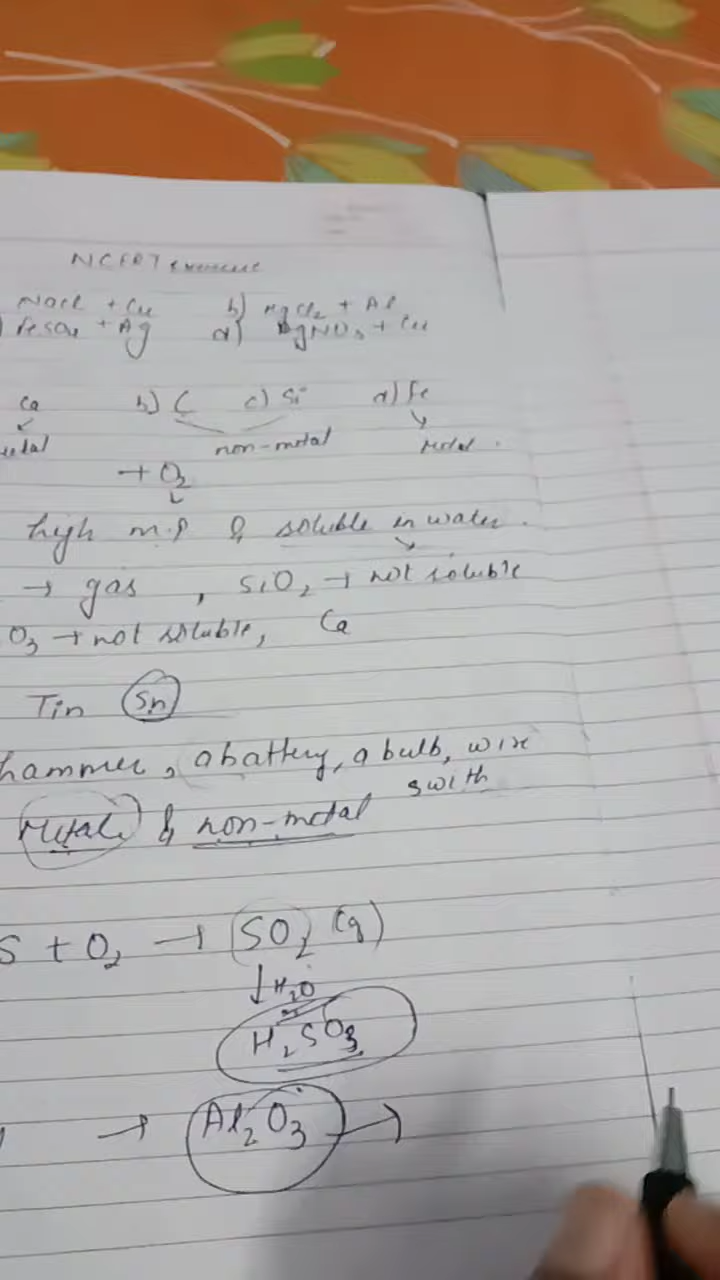 NCERT Exercise
NaCl + Cu b) MgCl2 + Al
FeSO4 + Ag d) AgNO3 + Cu
Ca b) C c) Si d) Fe
non-metal Metal.
+ O2
high m.p & soluble in water.
→ gas, SiO2 → not soluble
O3 → not soluble, Ca
Tin (Sn)
hammer, a battery, a bulb, wire
swith
Metals & non-metal
S + O2 → SO2 (g)
↓ H2O
H2SO3
→ Al2O3 →